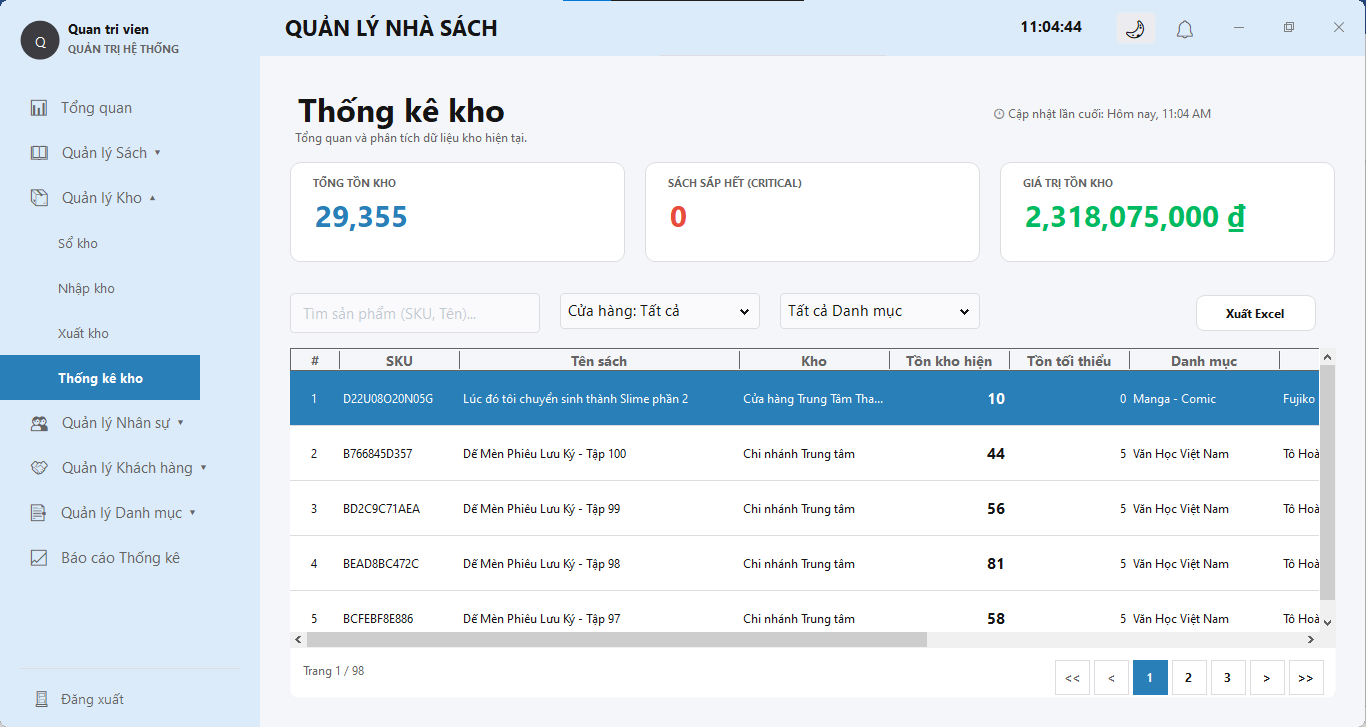 Q
Quan tri vien
QUẢN TRỊ HỆ THỐNG
QUẢN LÝ NHÀ SÁCH
11:04:44
Tổng quan
Quản lý Sách ▾
Quản lý Kho ▴
Sổ kho
Nhập kho
Xuất kho
Thống kê kho
Quản lý Nhân sự ▾
Quản lý Khách hàng ▾
Quản lý Danh mục ▾
Báo cáo Thống kê
Đăng xuất
Thống kê kho
Tổng quan và phân tích dữ liệu kho hiện tại.
Cập nhật lần cuối: Hôm nay, 11:04 AM
TỔNG TỒN KHO
29,355
SÁCH SẮP HẾT (CRITICAL)
0
GIÁ TRỊ TỒN KHO
2,318,075,000 ₫
Tìm sản phẩm (SKU, Tên)...
Cửa hàng: Tất cả
Tất cả Danh mục
Xuất Excel
# SKU Tên sách Kho Tồn kho hiện Tồn tối thiểu Danh mục
1 D22U08O20N05G Lúc đó tôi chuyển sinh thành Slime phần 2 Cửa hàng Trung Tâm Tha... 10 0 Manga - Comic Fujiko
2 B766845D357 Dế Mèn Phiêu Lưu Ký - Tập 100 Chi nhánh Trung tâm 44 5 Văn Học Việt Nam Tô Hoà
3 BD2C9C71AEA Dế Mèn Phiêu Lưu Ký - Tập 99 Chi nhánh Trung tâm 56 5 Văn Học Việt Nam Tô Hoà
4 BEAD8BC472C Dế Mèn Phiêu Lưu Ký - Tập 98 Chi nhánh Trung tâm 81 5 Văn Học Việt Nam Tô Hoà
5 BCFEBF8E886 Dế Mèn Phiêu Lưu Ký - Tập 97 Chi nhánh Trung tâm 58 5 Văn Học Việt Nam Tô Hoà
Trang 1 / 98
<< < 1 2 3 > >>